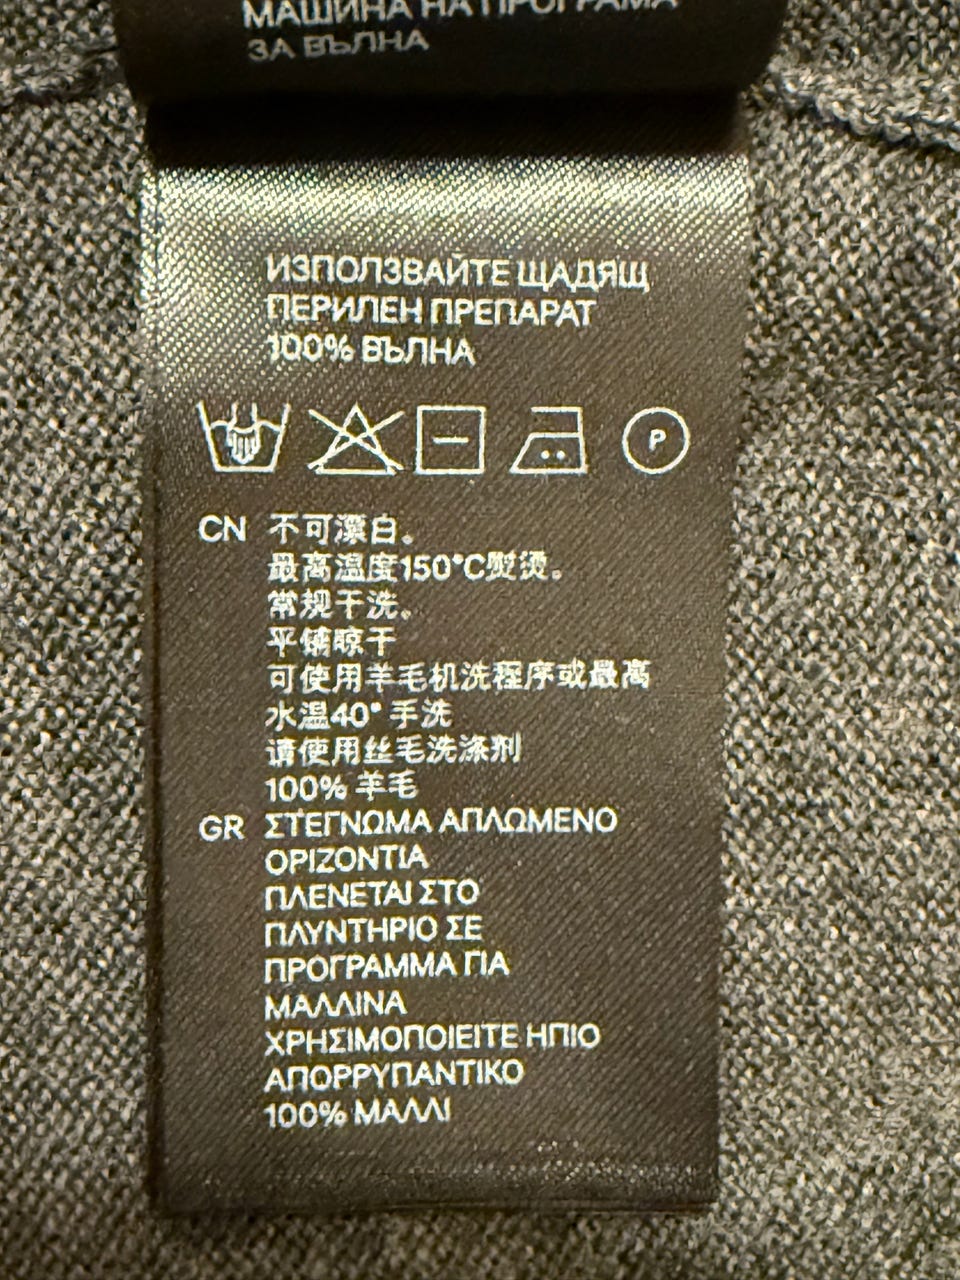 МАШИНА НА ПРОГРАМА
ЗА ВЪЛНА
ИЗПОЛЗВАЙТЕ ЩАДЯЩ
ПЕРИЛЕН ПРЕПАРАТ
100% ВЪЛНА
P
CN 不可漂白。
最高温度150°C熨烫。
常规干洗。
平铺晾干
可使用羊毛机洗程序或最高
水温40° 手洗
请使用丝毛洗涤剂
100% 羊毛
GR ΣΤΕΓΝΩΜΑ ΑΠΛΩΜΕΝΟ
ΟΡΙΖΟΝΤΙΑ
ΠΛΕΝΕΤΑΙ ΣΤΟ
ΠΛΥΝΤΗΡΙΟ ΣΕ
ΠΡΟΓΡΑΜΜΑ ΓΙΑ
ΜΑΛΛΙΝΑ
ΧΡΗΣΙΜΟΠΟΙΕΙΤΕ ΗΠΙΟ
ΑΠΟΡΡΥΠΑΝΤΙΚΟ
100% ΜΑΛΛΙ